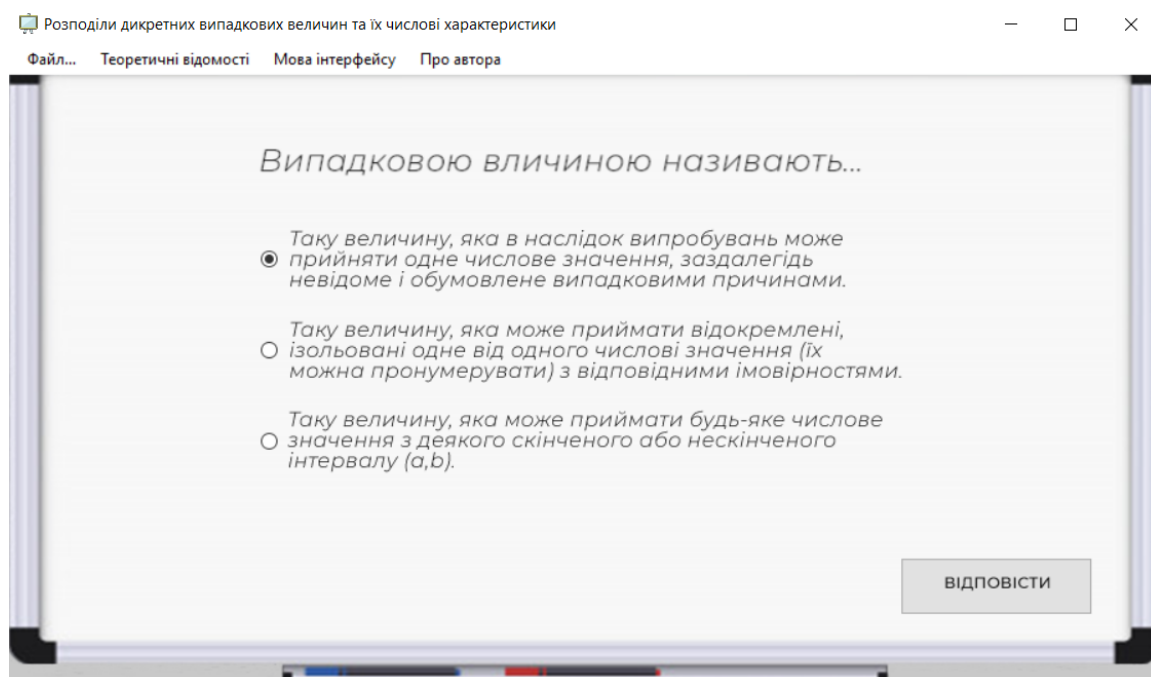 Розподіли дикретних випадкових величин та їх числові характеристики
Файл... Теоретичні відомості Мова інтерфейсу Про автора
Випадковою вличиною називають...
Таку величину, яка в наслідок випробувань може
прийняти одне числове значення, заздалегідь
невідоме і обумовлене випадковими причинами.
Таку величину, яка може приймати відокремлені,
ізольовані одне від одного числові значення (їх
можна пронумерувати) з відповідними імовірностями.
Таку величину, яка може приймати будь-яке числове
значення з деякого скінченого або нескінченого
інтервалу (a,b).
ВІДПОВІСТИ